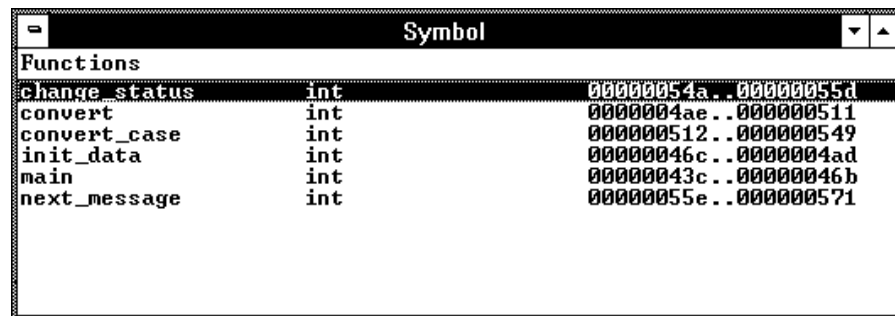 Symbol
Functions
change_status int 00000054a..00000055d
convert int 0000004ae..000000511
convert_case int 000000512..000000549
init_data int 00000046c..0000004ad
main int 00000043c..00000046b
next_message int 00000055e..000000571